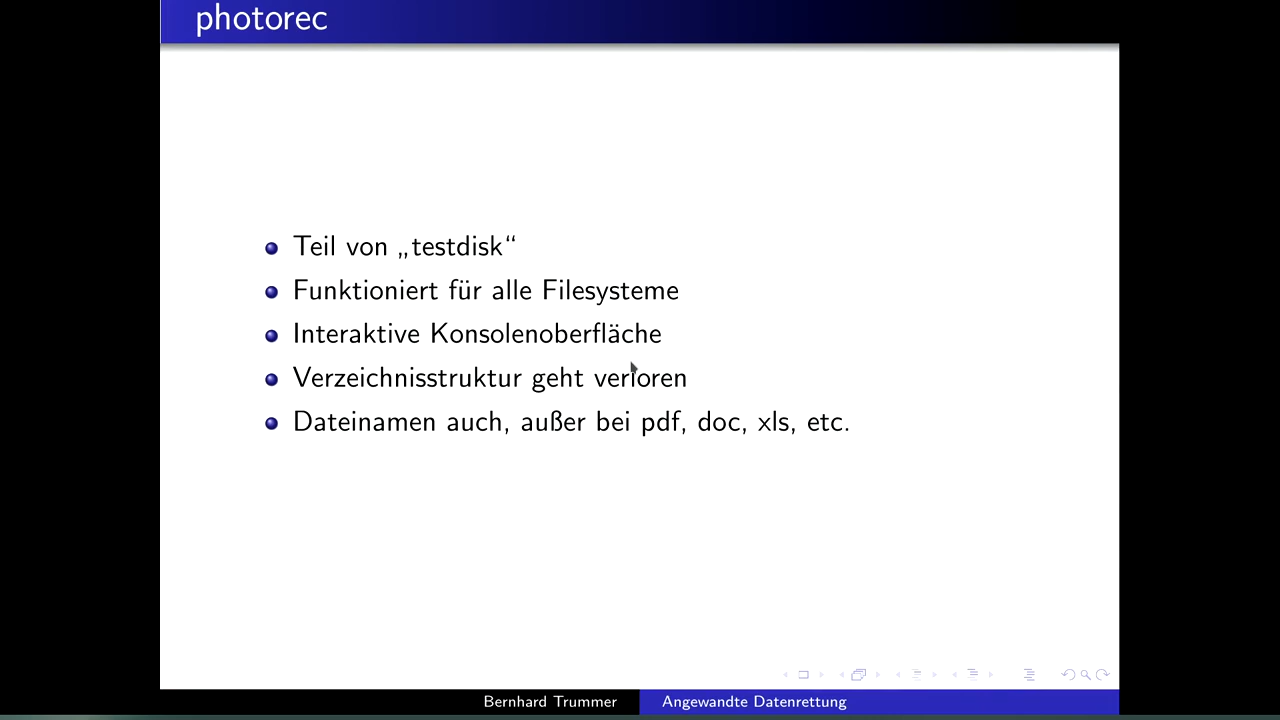 photorec
Teil von „testdisk“
Funktioniert für alle Filesysteme
Interaktive Konsolenoberfläche
Verzeichnisstruktur geht verloren
Dateinamen auch, außer bei pdf, doc, xls, etc.
Bernhard Trummer
Angewandte Datenrettung